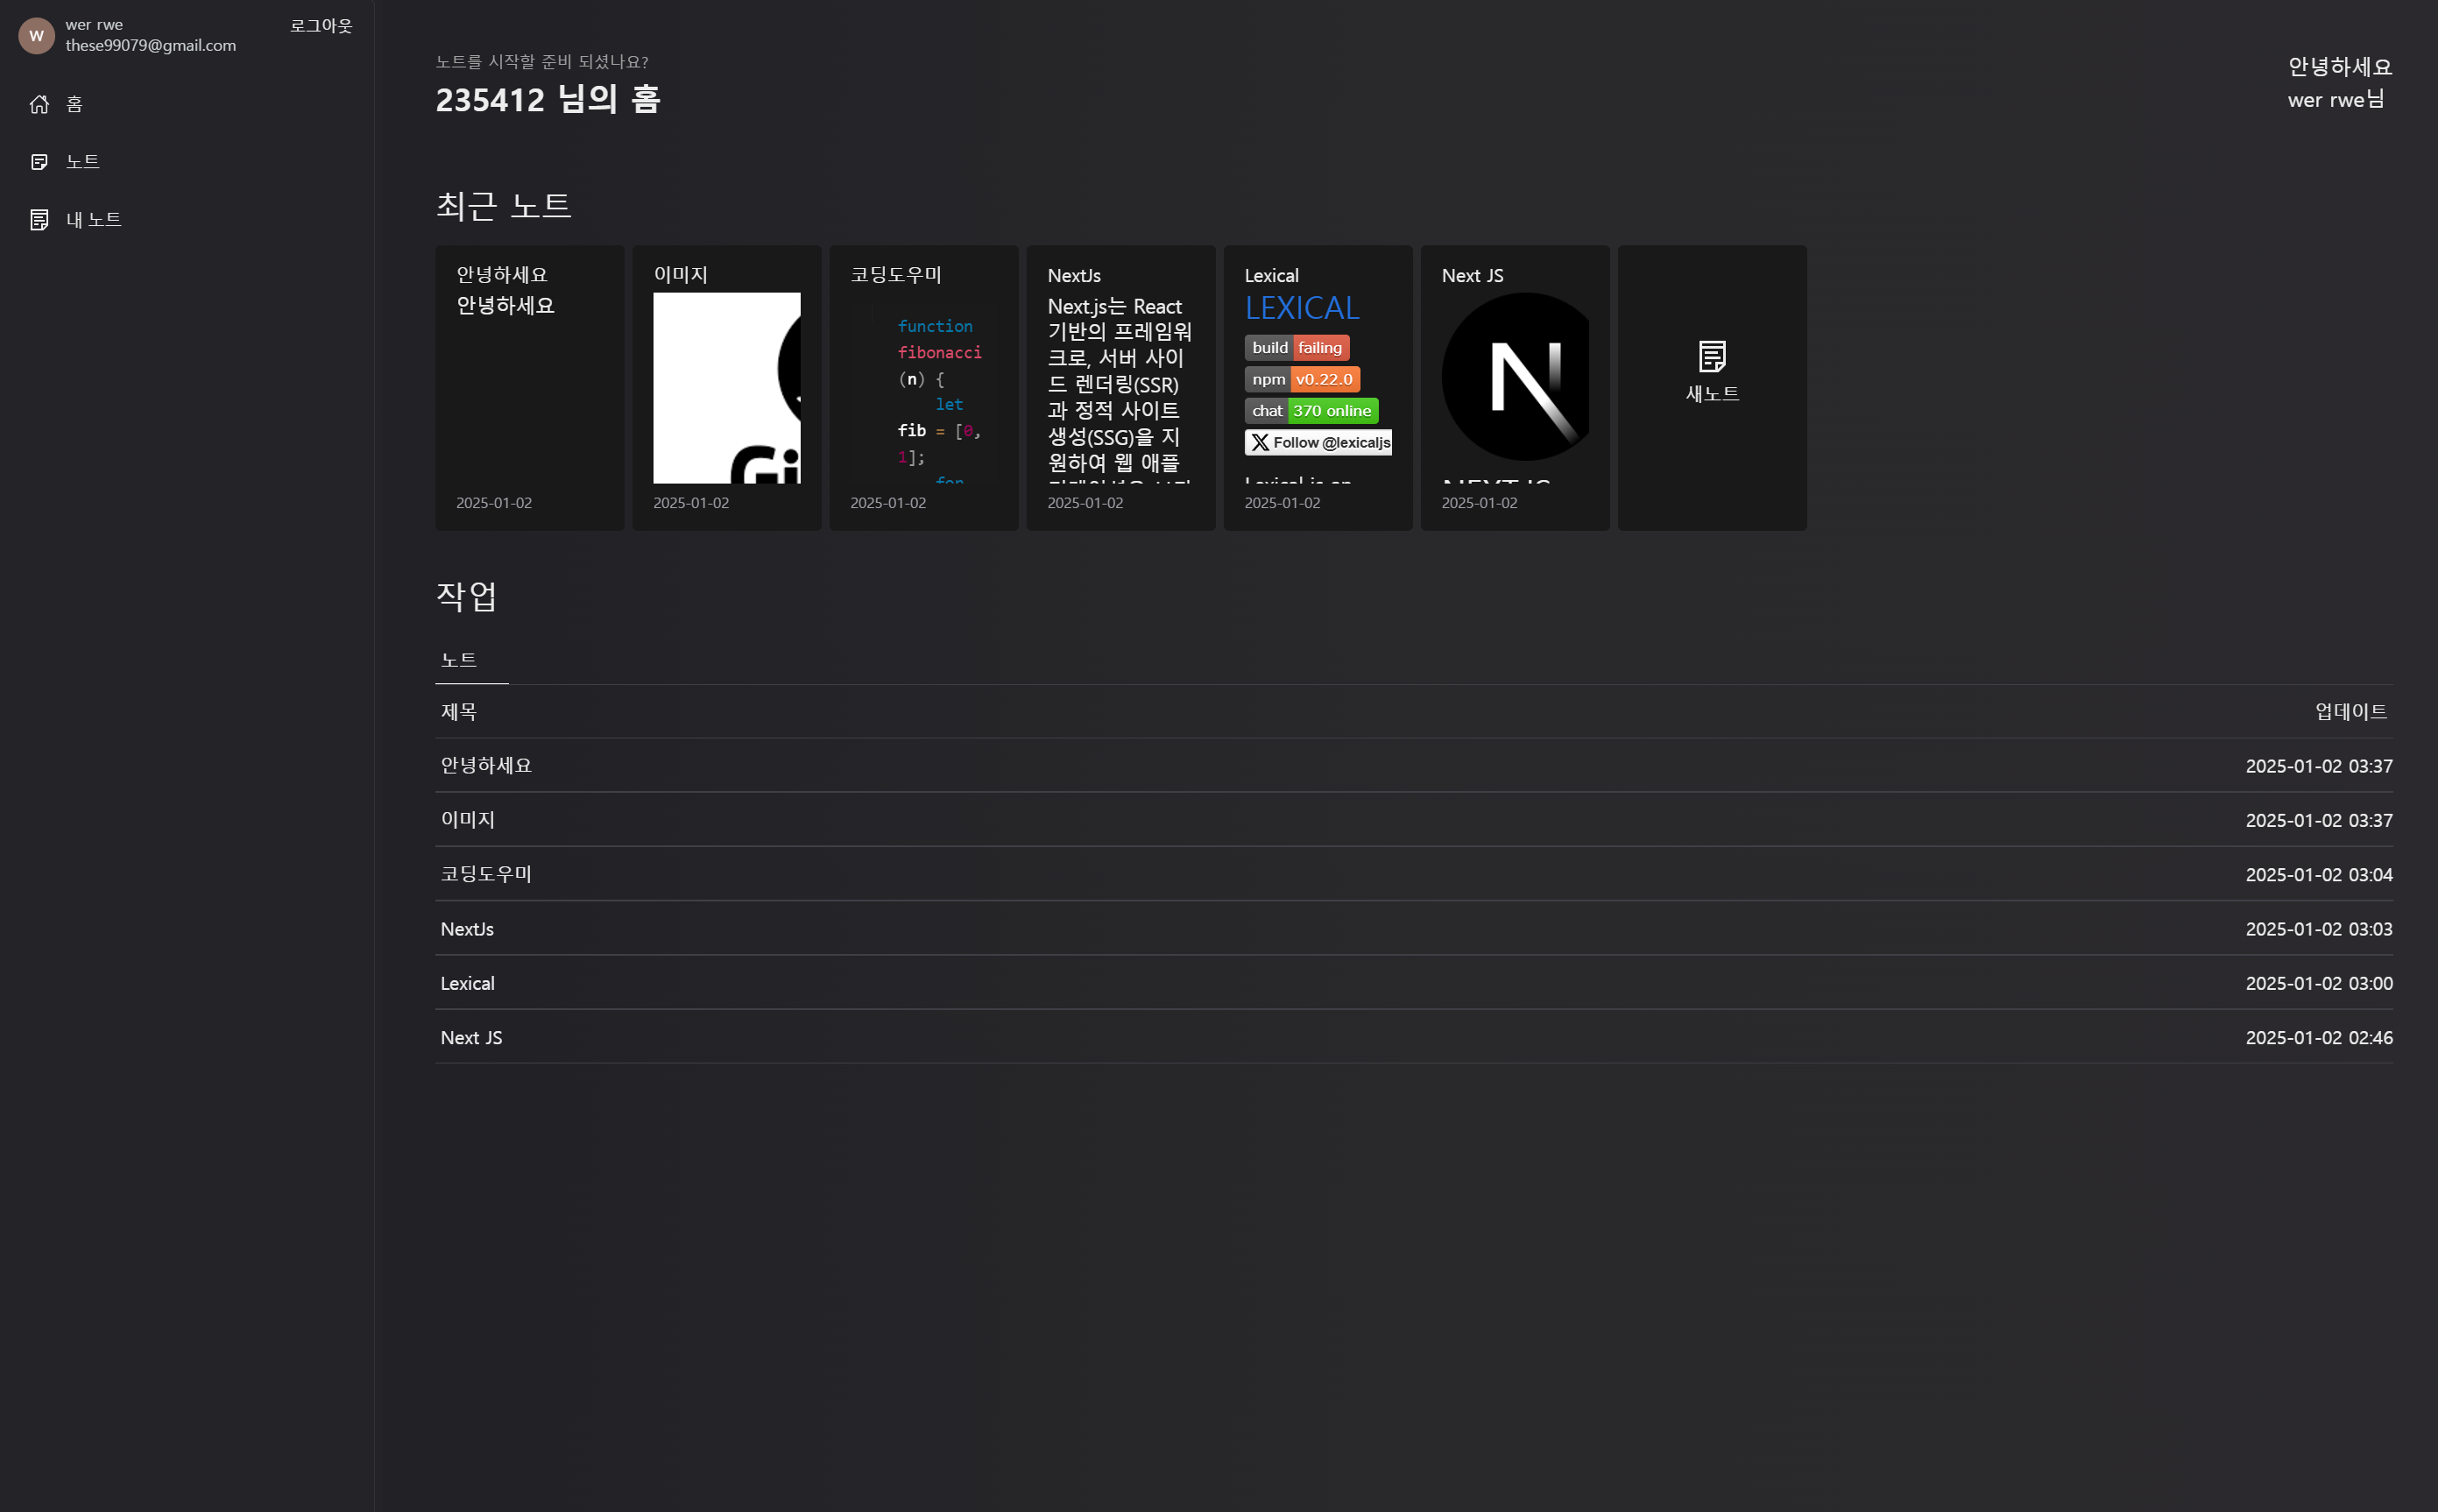 W
wer rwe
these99079@gmail.com
로그아웃
홈
노트
내 노트
노트를 시작할 준비 되셨나요?
235412 님의 홈
안녕하세요
wer rwe님
최근 노트
안녕하세요
안녕하세요
2025-01-02
이미지
Gi
2025-01-02
코딩도우미
function
fibonacci
(n) {
let
fib = [0,
1];
for
2025-01-02
NextJs
Next.js는 React
기반의 프레임워
크로, 서버 사이
드 렌더링(SSR)
과 정적 사이트
생성(SSG)을 지
원하여 웹 애플
2025-01-02
Lexical
LEXICAL
build failing
npm v0.22.0
chat 370 online
Follow @lexicaljs
Lexical is an
2025-01-02
Next JS
N
NEXT.JS
2025-01-02
새노트
작업
노트
제목 업데이트
안녕하세요 2025-01-02 03:37
이미지 2025-01-02 03:37
코딩도우미 2025-01-02 03:04
NextJs 2025-01-02 03:03
Lexical 2025-01-02 03:00
Next JS 2025-01-02 02:46